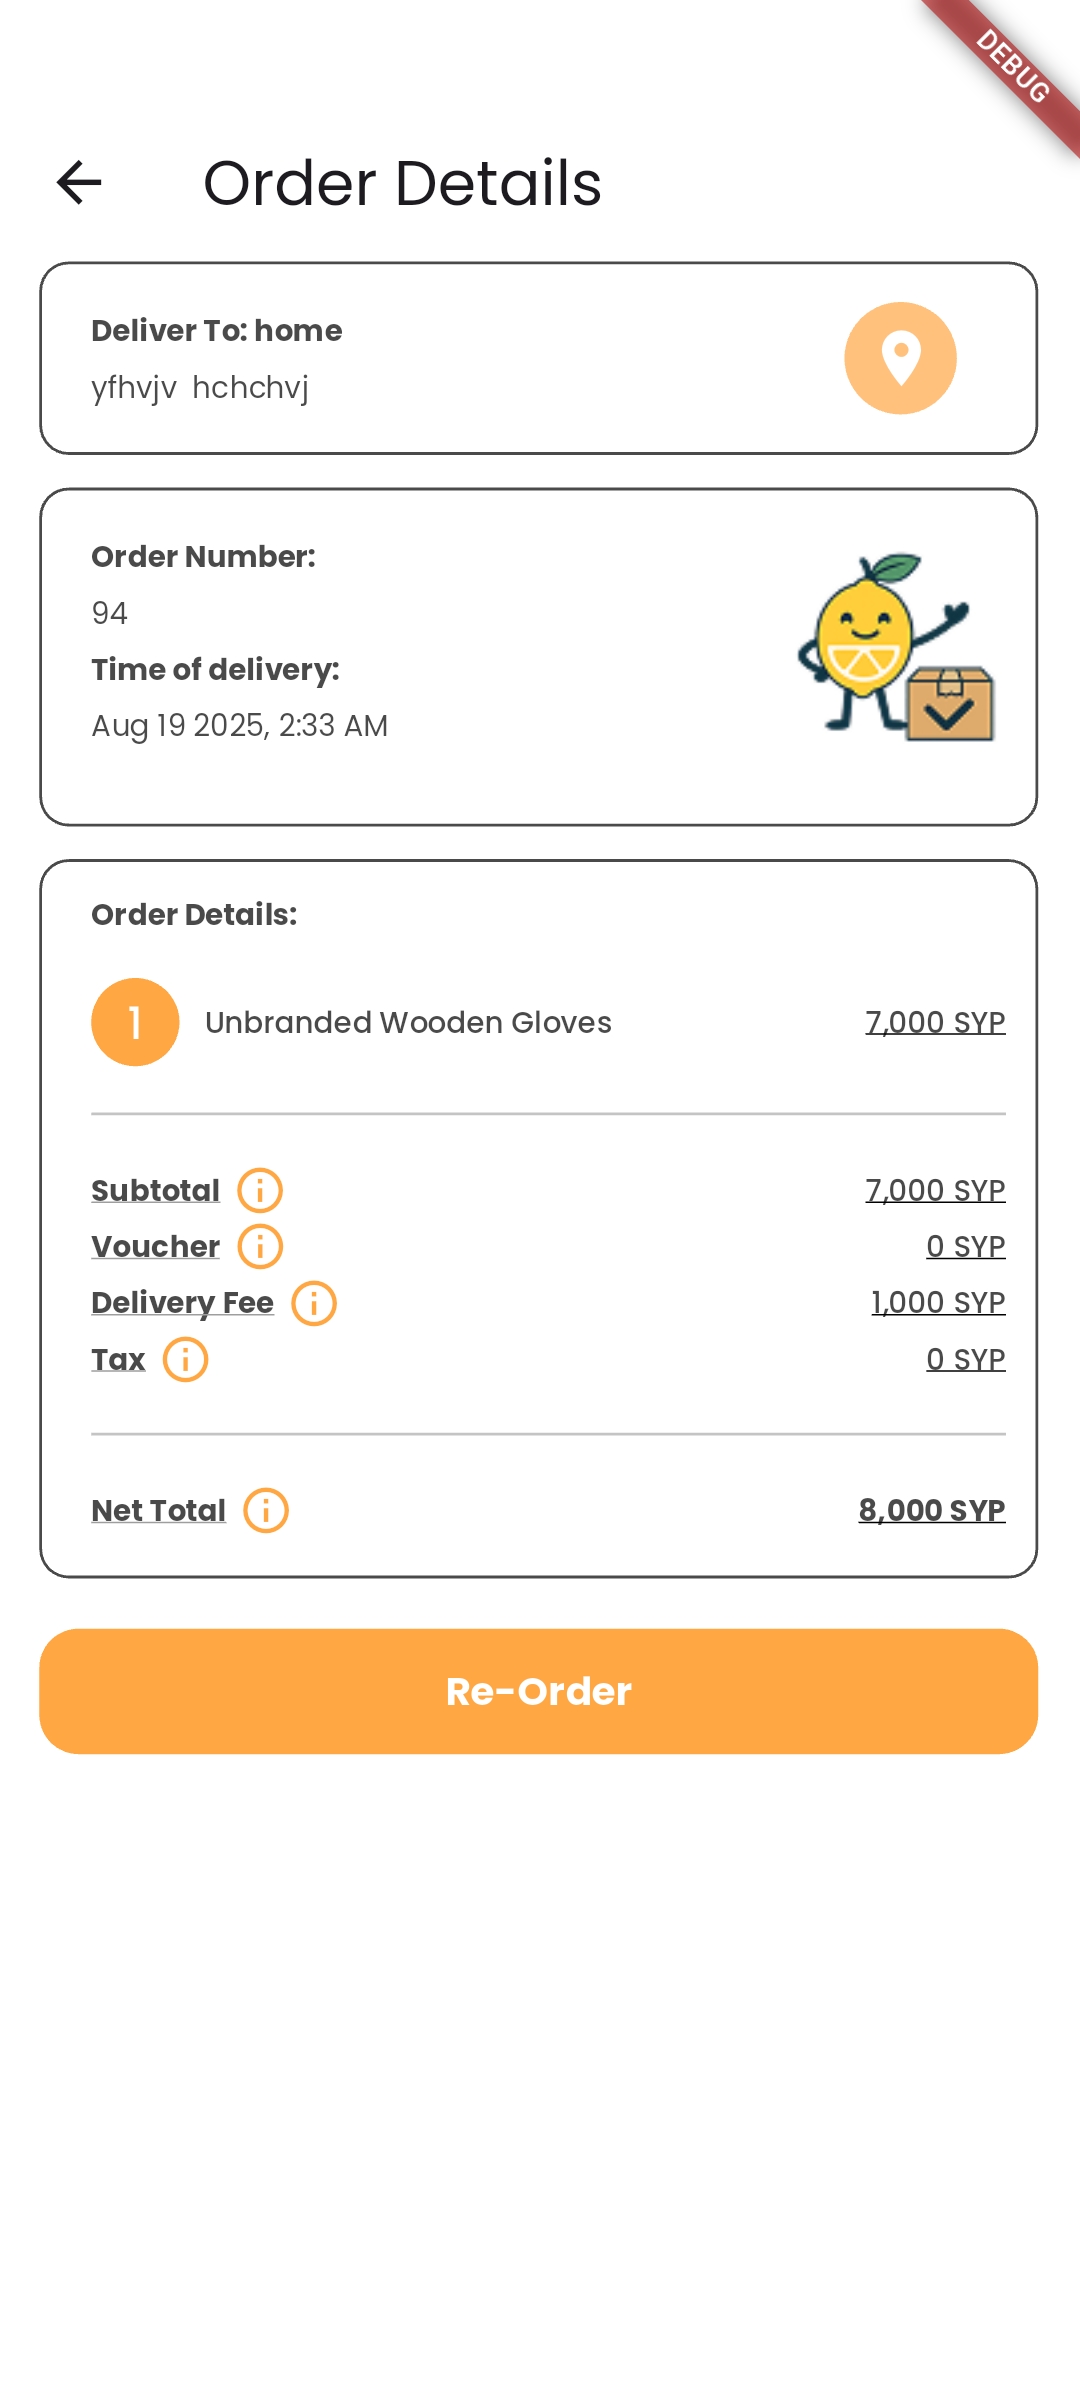 DEBUG
Order Details
Deliver To: home
yfhvjv hchchvj
Order Number:
94
Time of delivery:
Aug 19 2025, 2:33 AM
Order Details:
1 Unbranded Wooden Gloves 7,000 SYP
Subtotal 7,000 SYP
Voucher 0 SYP
Delivery Fee 1,000 SYP
Tax 0 SYP
Net Total 8,000 SYP
Re-Order